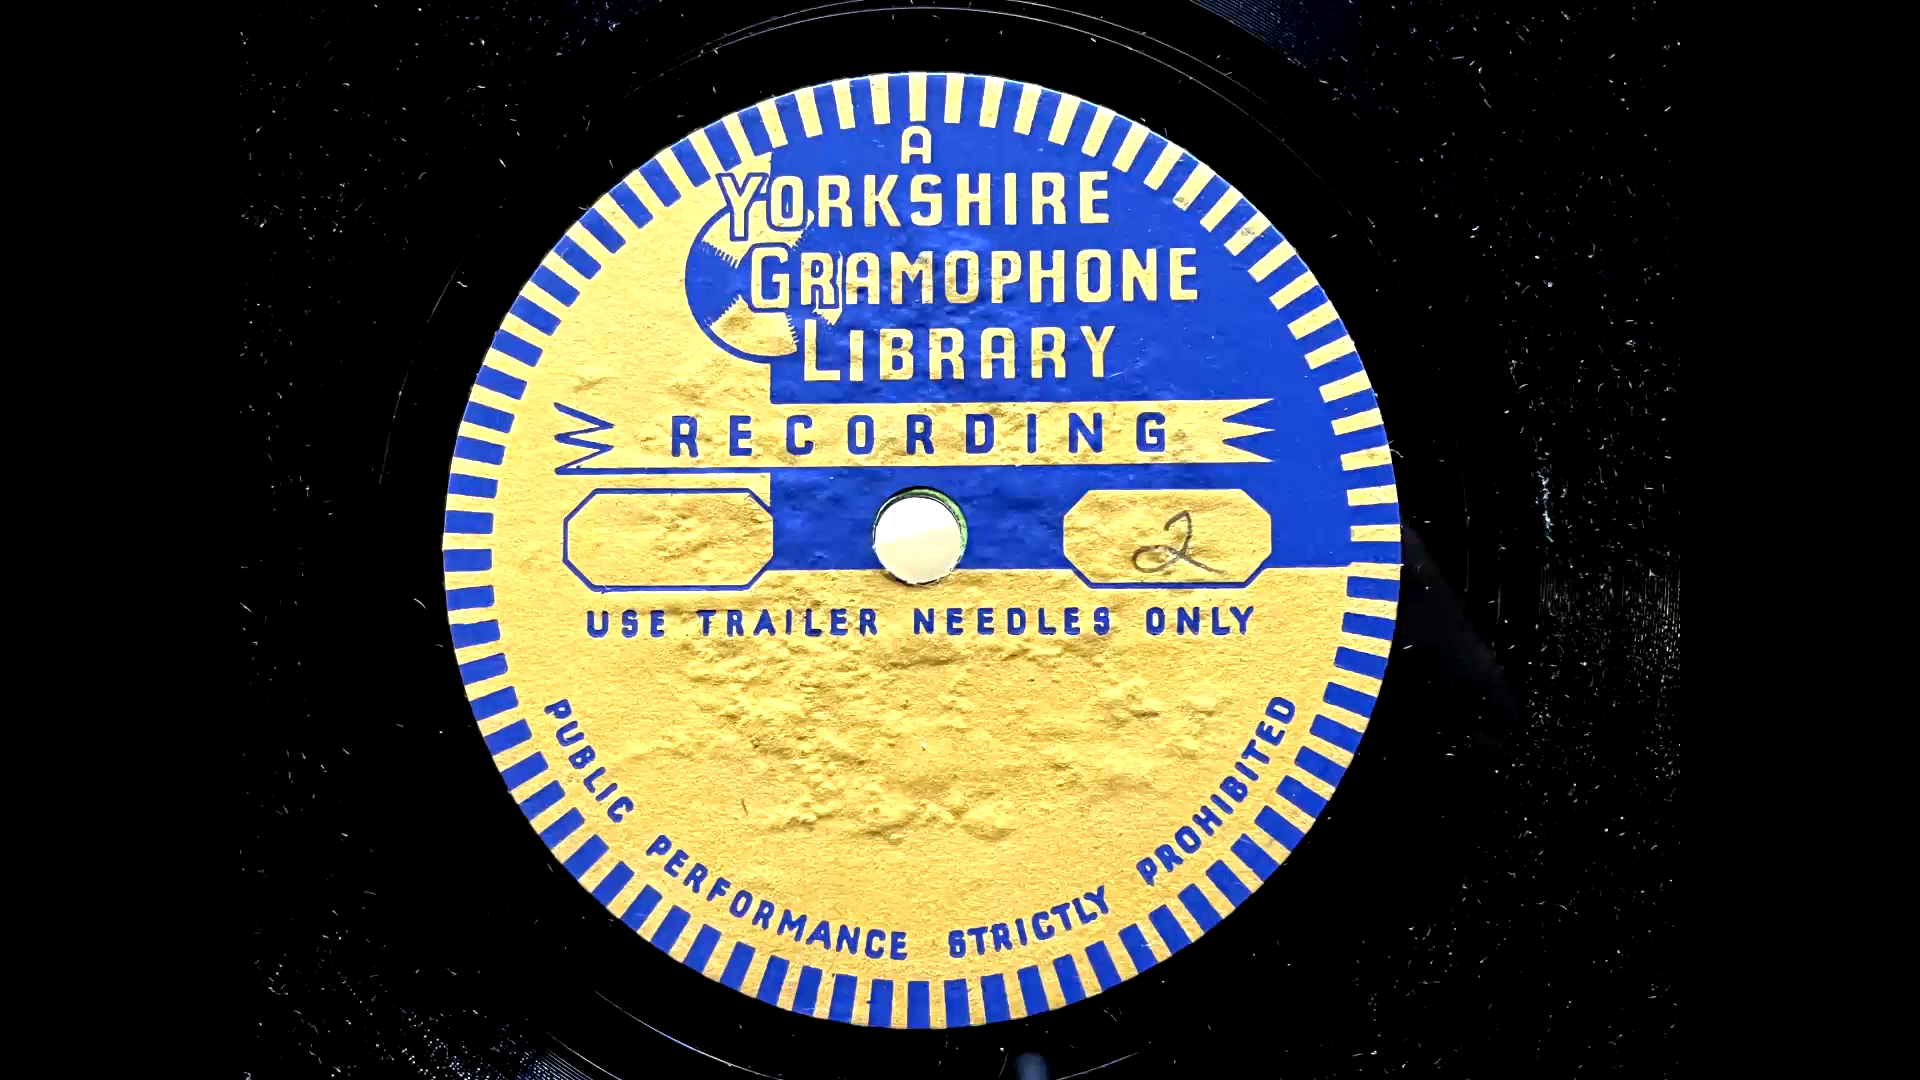 A
YORKSHIRE
GRAMOPHONE
LIBRARY
RECORDING
2
USE TRAILER NEEDLES ONLY
PUBLIC PERFORMANCE STRICTLY PROHIBITED